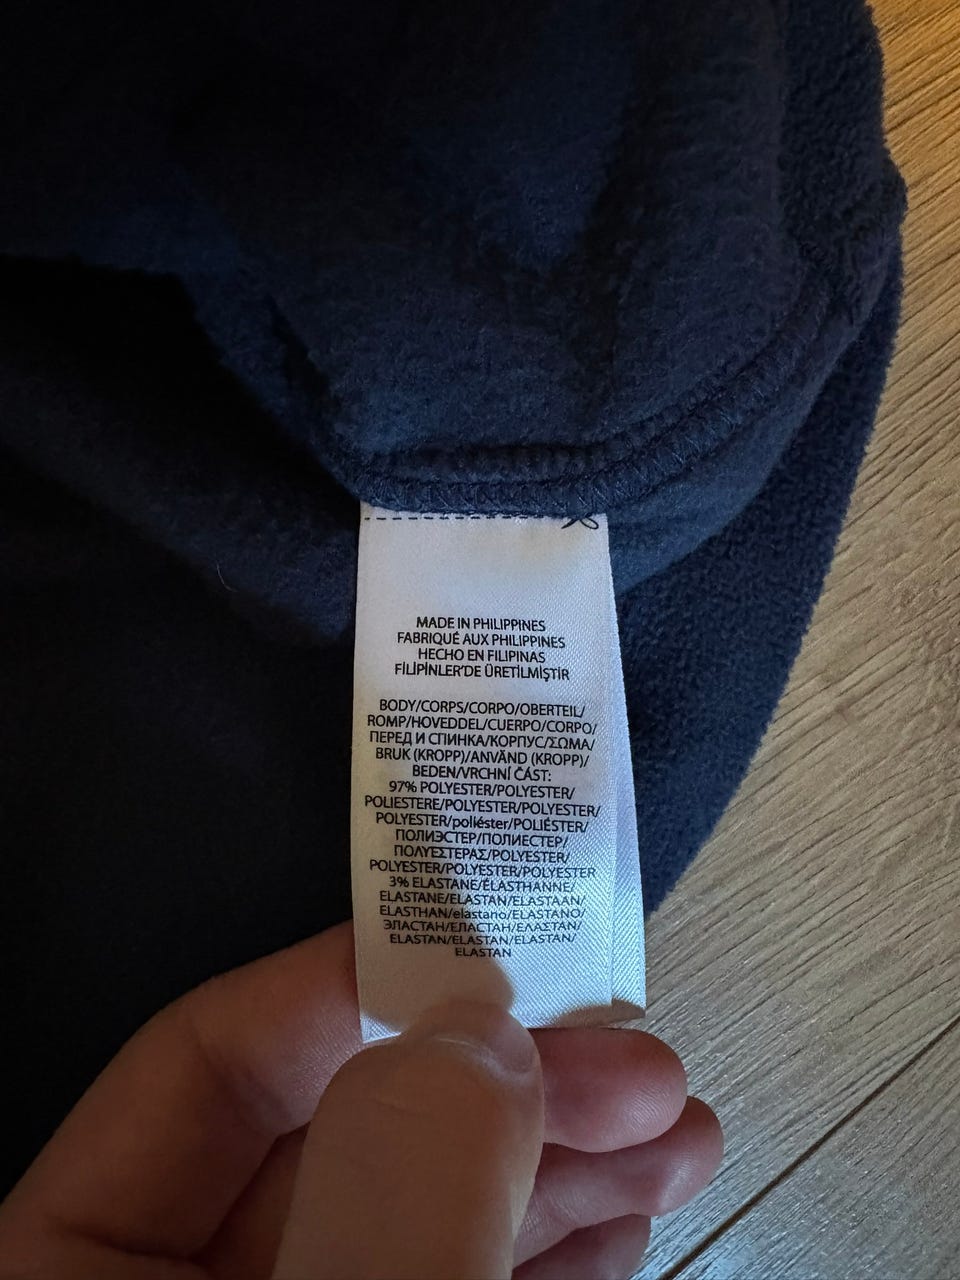 MADE IN PHILIPPINES
FABRIQUÉ AUX PHILIPPINES
HECHO EN FILIPINAS
FİLİPİNLER'DE ÜRETİLMİŞTİR
BODY/CORPS/CORPO/OBERTEIL/
ROMP/HOVEDDEL/CUERPO/CORPO/
ПЕРЕД И СПИНКА/КОРПУС/ΣΩΜΑ/
BRUK (KROPP)/ANVÄND (KROPP)/
BEDEN/VRCHNÍ ČÁST:
97% POLYESTER/POLYESTER/
POLIESTERE/POLYESTER/POLYESTER/
POLYESTER/poliéster/POLIÉSTER/
ПОЛИЭСТЕР/ПОЛИЕСТЕР/
ΠΟΛΥΕΣΤΕΡΑΣ/POLYESTER/
POLYESTER/POLYESTER/POLYESTER
3% ELASTANE/ÉLASTHANNE/
ELASTANE/ELASTAN/ELASTAAN/
ELASTHAN/elastano/ELASTANO/
ЭЛАСТАН/ЕЛАСТАН/ΕΛΑΣΤΑΝ/
ELASTAN/ELASTAN/ELASTAN/
ELASTAN